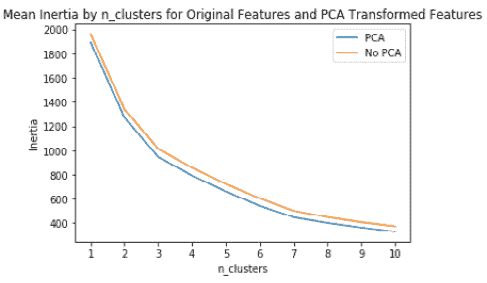 Mean Inertia by n_clusters for Original Features and PCA Transformed Features
2000
1800
1600
1400
1200
1000
800
600
400
Inertia
PCA
No PCA
1 2 3 4 5 6 7 8 9 10
n_clusters